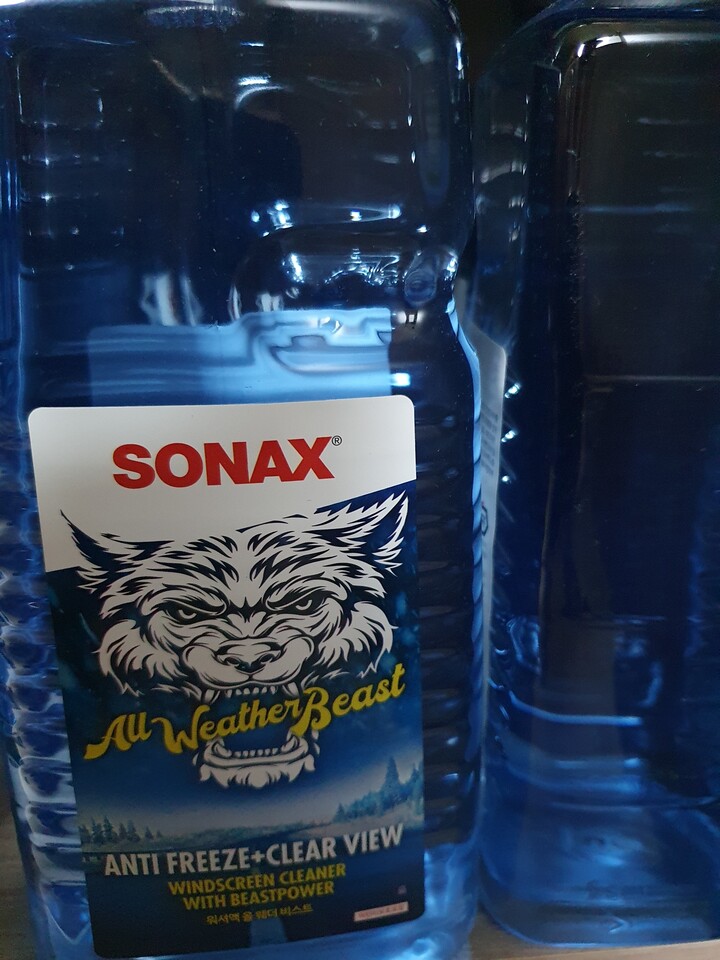 SONAX®
All Weather Beast
ANTI FREEZE+CLEAR VIEW
WINDSCREEN CLEANER
WITH BEASTPOWER
워셔액 올 웨더 비스트